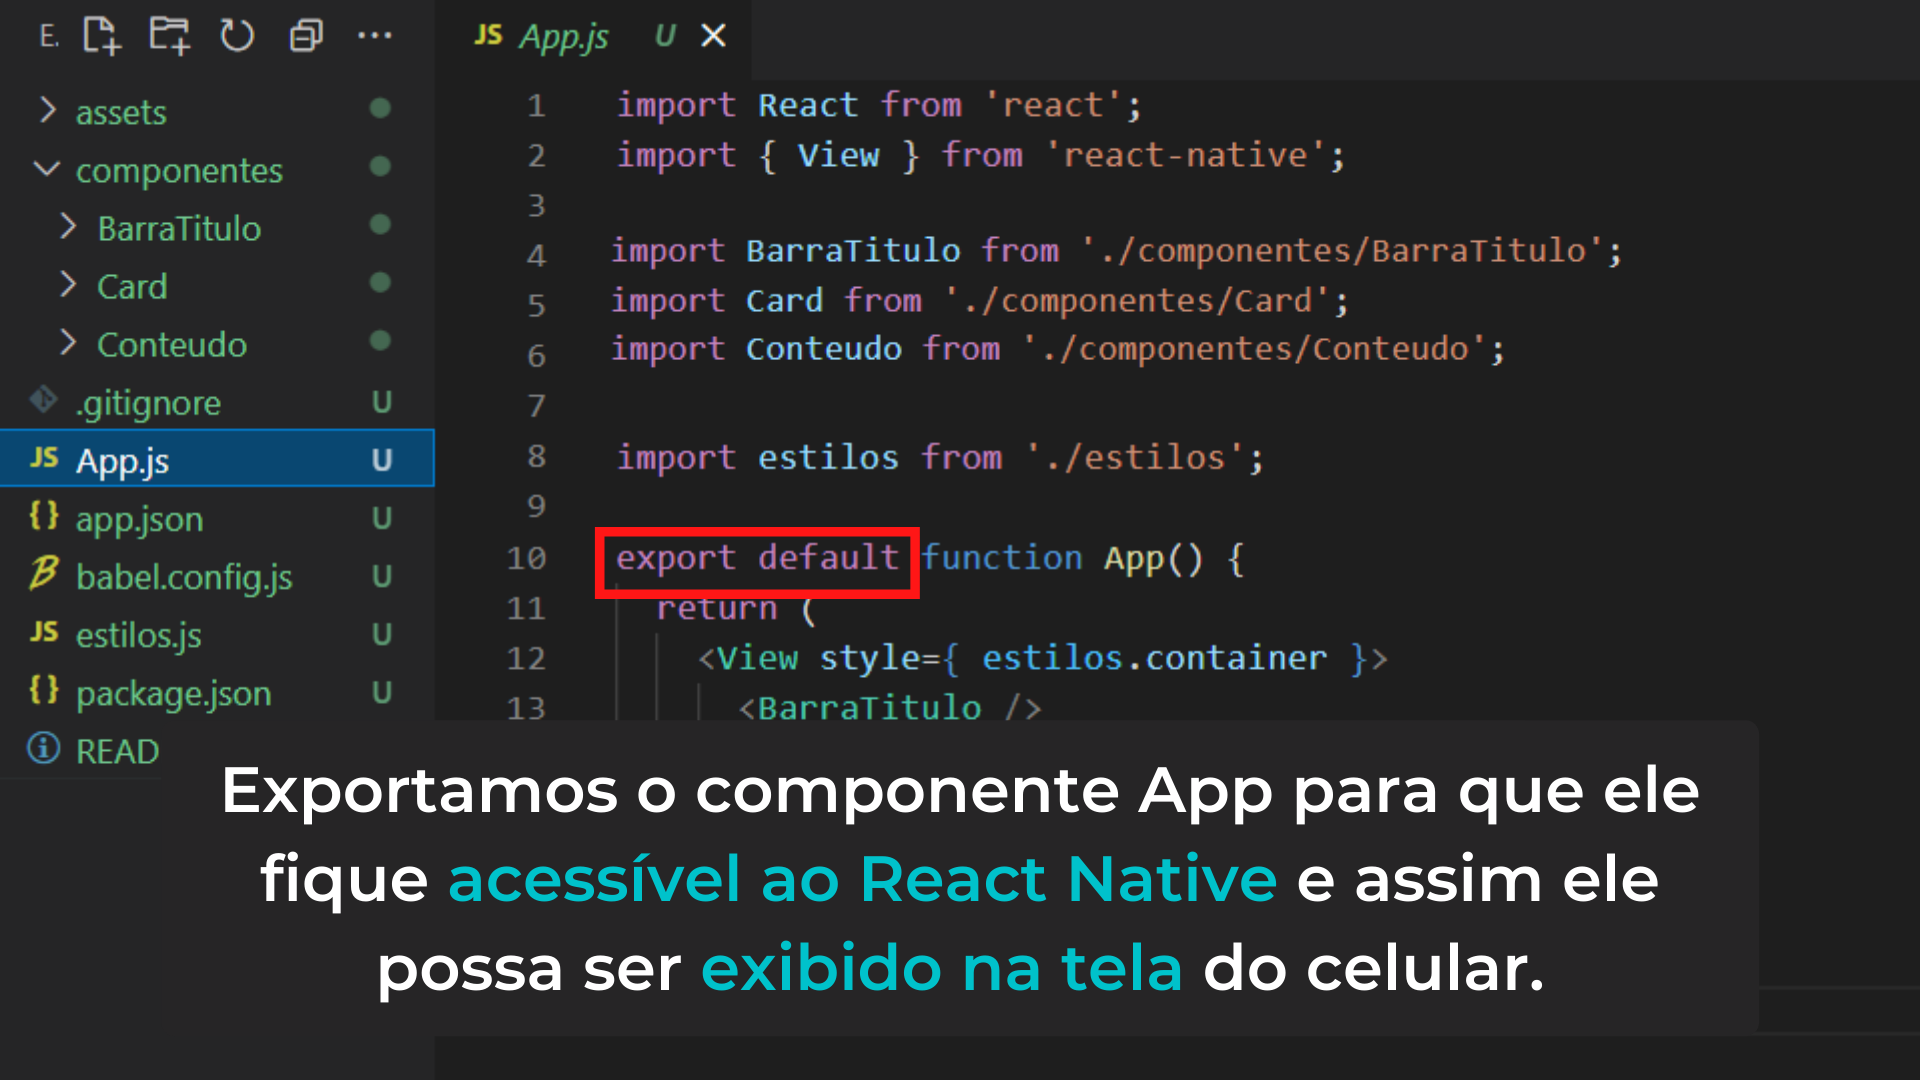 E.
assets
componentes
BarraTitulo
Card
Conteudo
.gitignore U
JS App.js U
{} app.json U
babel.config.js U
JS estilos.js U
{} package.json U
READ
JS App.js U
1 import React from 'react';
2 import { View } from 'react-native';
3
4 import BarraTitulo from './componentes/BarraTitulo';
5 import Card from './componentes/Card';
6 import Conteudo from './componentes/Conteudo';
7
8 import estilos from './estilos';
9
10 export default function App() {
11 return (
12 <View style={ estilos.container }>
13 <BarraTitulo />
Exportamos o componente App para que ele
fique acessível ao React Native e assim ele
possa ser exibido na tela do celular.